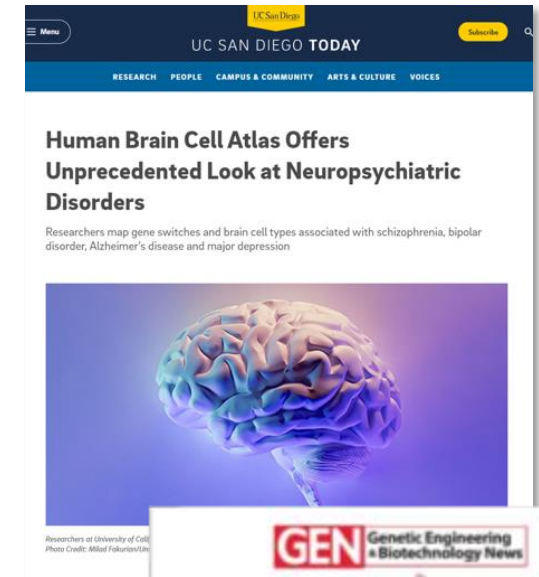 UC San Diego
Menu
UC SAN DIEGO TODAY
Subscribe
RESEARCH PEOPLE CAMPUS & COMMUNITY ARTS & CULTURE VOICES
Human Brain Cell Atlas Offers
Unprecedented Look at Neuropsychiatric
Disorders
Researchers map gene switches and brain cell types associated with schizophrenia, bipolar
disorder, Alzheimer's disease and major depression
Researchers at University of Calif
Photo Credit: Milad Fakurian/Un
GEN Genetic Engineering
& Biotechnology News